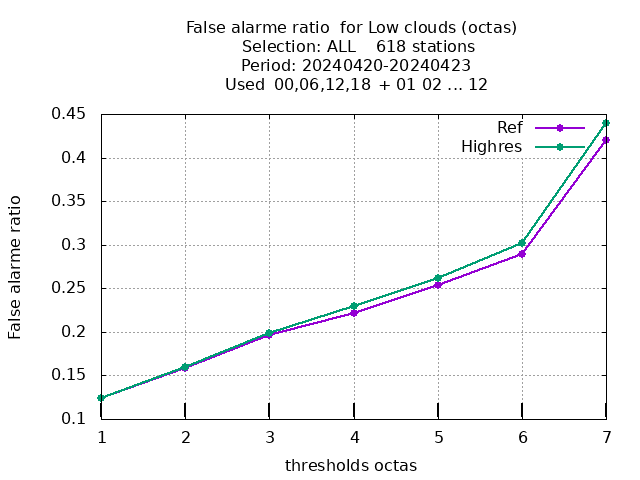 False alarme ratio  for Low clouds (octas)
Selection: ALL    618 stations
Period: 20240420-20240423
Used  00,06,12,18 + 01 02 ... 12
0.45
0.4
0.35
0.3
0.25
0.2
0.15
0.1
False alarme ratio
Ref
Highres
1 2 3 4 5 6 7
thresholds octas